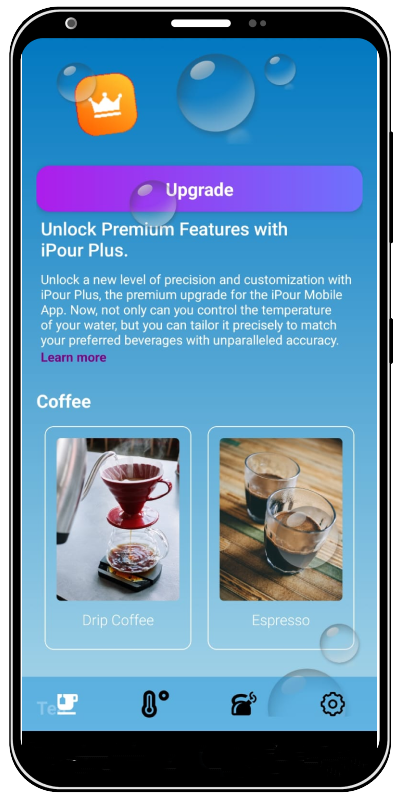 Upgrade
Unlock Premium Features with
iPour Plus.
Unlock a new level of precision and customization with
iPour Plus, the premium upgrade for the iPour Mobile
App. Now, not only can you control the temperature
of your water, but you can tailor it precisely to match
your preferred beverages with unparalleled accuracy.
Learn more
Coffee
Drip Coffee
Espresso